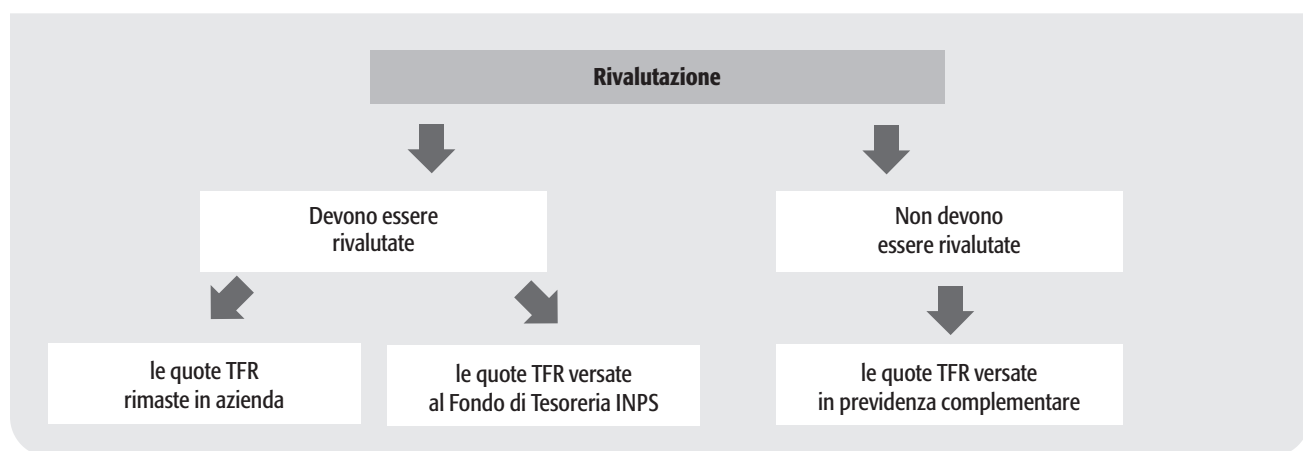 Rivalutazione
Devono essere
rivalutate
Non devono
essere rivalutate
le quote TFR
rimaste in azienda
le quote TFR versate
al Fondo di Tesoreria INPS
le quote TFR versate
in previdenza complementare